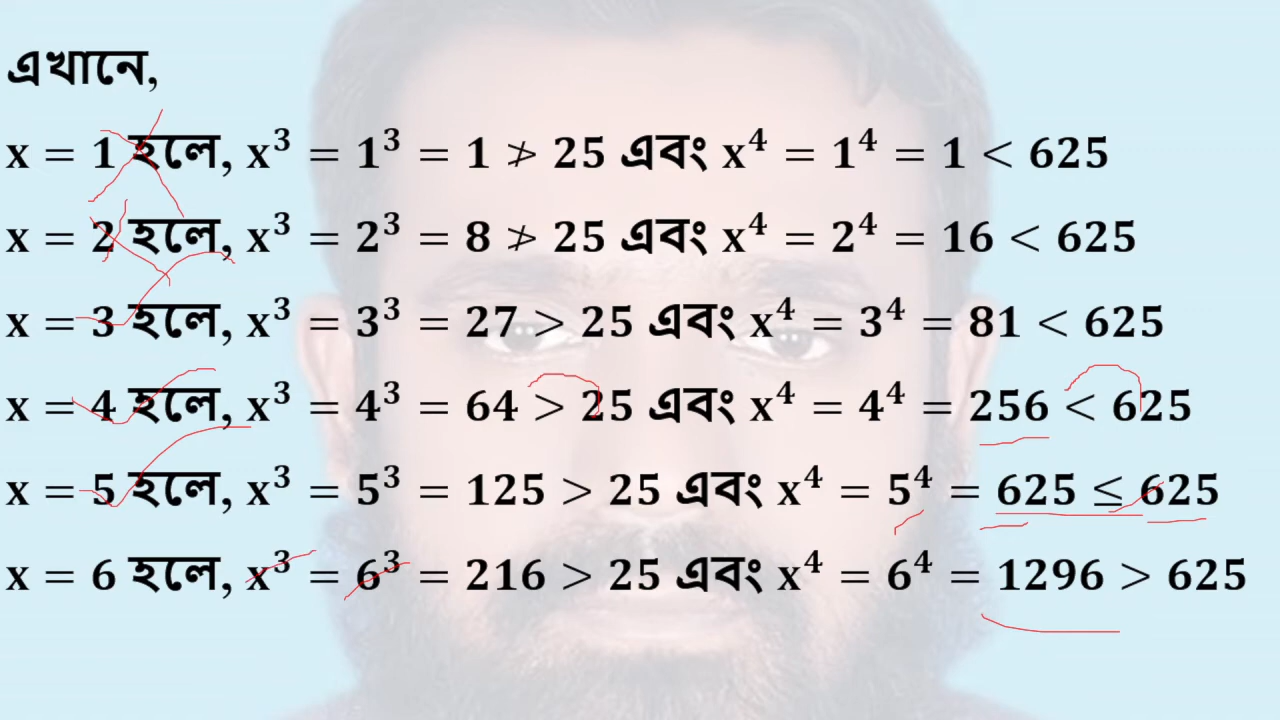 এখানে,
x = 1 হলে, x³ = 1³ = 1 ≯ 25 এবং x⁴ = 1⁴ = 1 < 625
x = 2 হলে, x³ = 2³ = 8 ≯ 25 এবং x⁴ = 2⁴ = 16 < 625
x = 3 হলে, x³ = 3³ = 27 > 25 এবং x⁴ = 3⁴ = 81 < 625
x = 4 হলে, x³ = 4³ = 64 > 25 এবং x⁴ = 4⁴ = 256 < 625
x = 5 হলে, x³ = 5³ = 125 > 25 এবং x⁴ = 5⁴ = 625 ≤ 625
x = 6 হলে, x³ = 6³ = 216 > 25 এবং x⁴ = 6⁴ = 1296 > 625